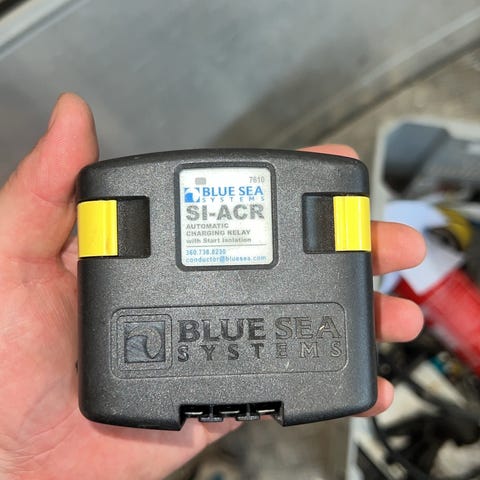 7610
BLUE SEA
SYSTEMS
SI-ACR
AUTOMATIC
CHARGING RELAY
with Start Isolation
360.738.8230
conductor@bluesea.com
BLUE SEA
SYSTEMS